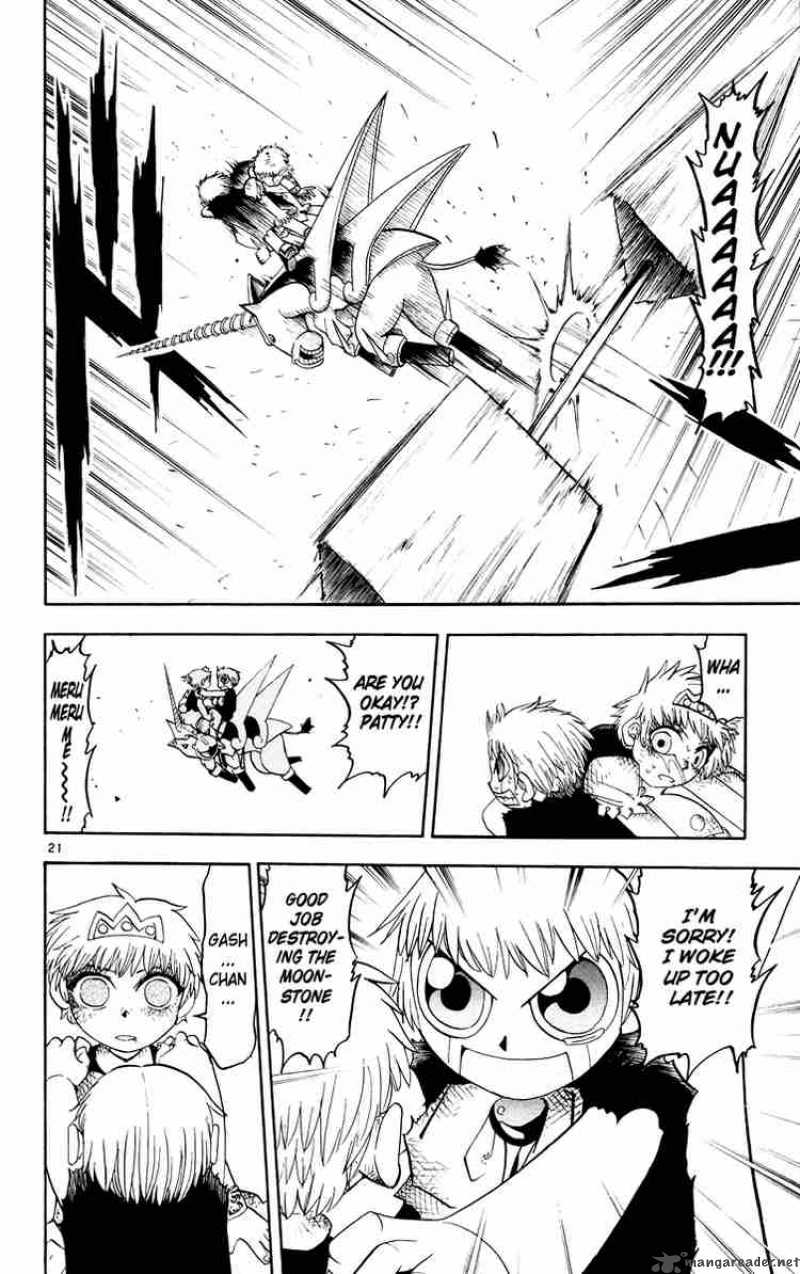 NUAAAAAAA!!!
WHA
...
ARE YOU
OKAY!?
PATTY!!
MERU
MERU
M
E
~
!!
21
I'M
SORRY!
I WOKE
UP TOO
LATE!!
GOOD
JOB
DESTROY-
ING THE
MOON-
STONE
!!
GASH
...
CHAN
...
mangareader.net